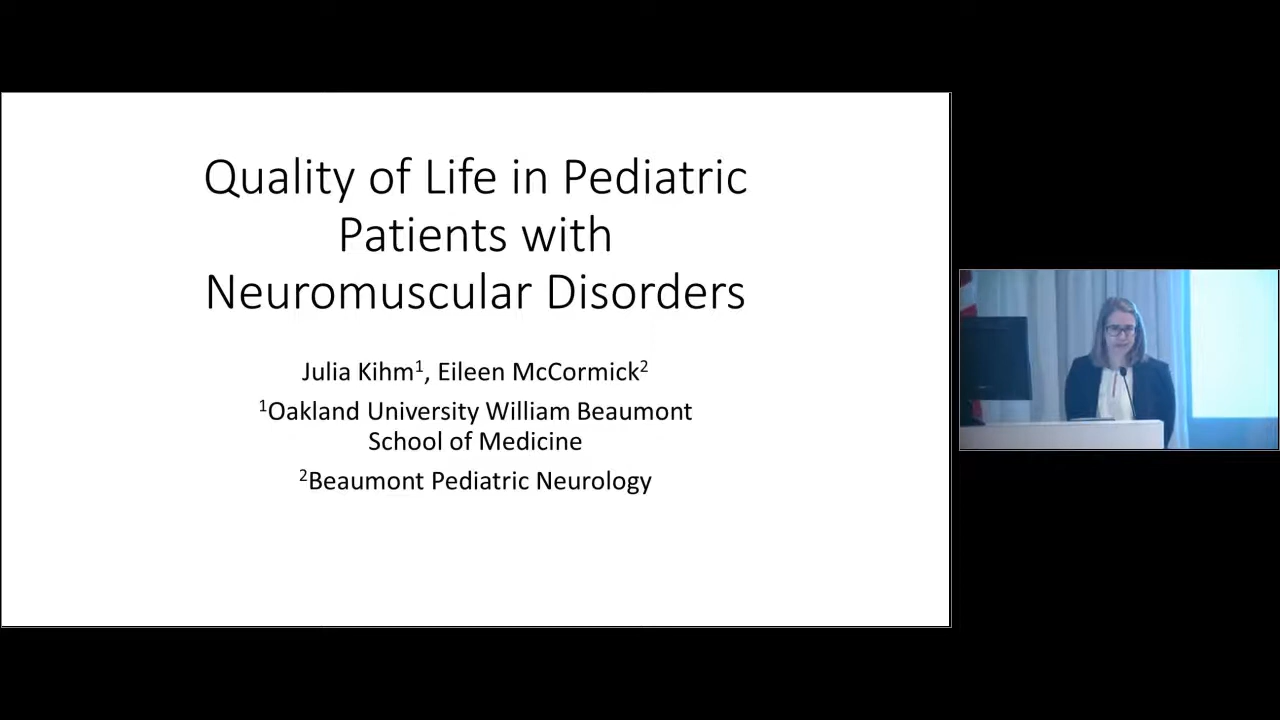 Quality of Life in Pediatric
Patients with
Neuromuscular Disorders
Julia Kihm¹, Eileen McCormick²
¹Oakland University William Beaumont
School of Medicine
²Beaumont Pediatric Neurology